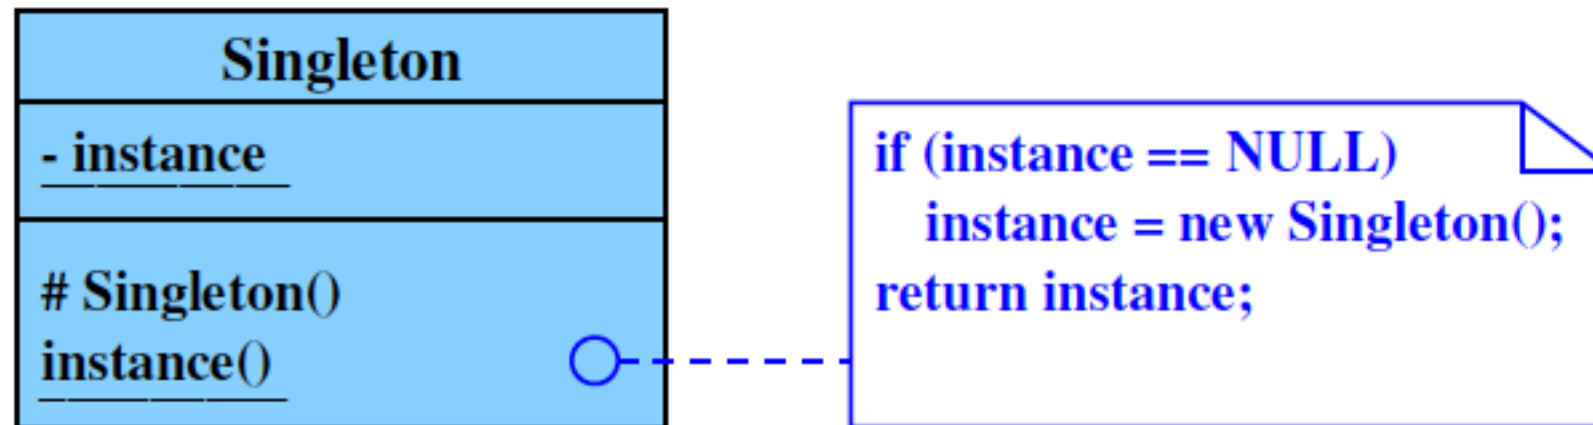 Singleton
- instance
# Singleton()
instance()
if (instance == NULL)
instance = new Singleton();
return instance;